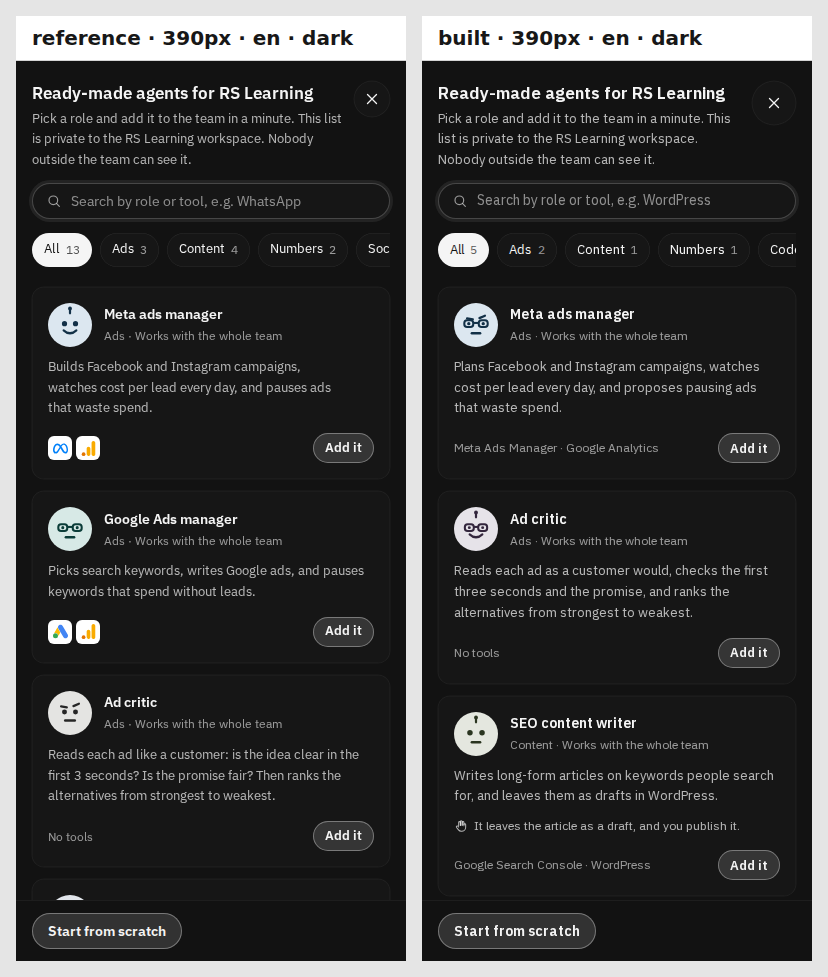 reference · 390px · en · dark
Ready-made agents for RS Learning
Pick a role and add it to the team in a minute. This list
is private to the RS Learning workspace. Nobody
outside the team can see it.
Search by role or tool, e.g. WhatsApp
All 13
Ads 3
Content 4
Numbers 2
Soc
Meta ads manager
Ads · Works with the whole team
Builds Facebook and Instagram campaigns,
watches cost per lead every day, and pauses ads
that waste spend.
Add it
Google Ads manager
Ads · Works with the whole team
Picks search keywords, writes Google ads, and pauses
keywords that spend without leads.
Add it
Ad critic
Ads · Works with the whole team
Reads each ad like a customer: is the idea clear in the
first 3 seconds? Is the promise fair? Then ranks the
alternatives from strongest to weakest.
No tools
Add it
Start from scratch
built · 390px · en · dark
Ready-made agents for RS Learning
Pick a role and add it to the team in a minute. This
list is private to the RS Learning workspace.
Nobody outside the team can see it.
Search by role or tool, e.g. WordPress
All 5
Ads 2
Content 1
Numbers 1
Code
Meta ads manager
Ads · Works with the whole team
Plans Facebook and Instagram campaigns, watches
cost per lead every day, and proposes pausing ads
that waste spend.
Meta Ads Manager · Google Analytics
Add it
Ad critic
Ads · Works with the whole team
Reads each ad as a customer would, checks the first
three seconds and the promise, and ranks the
alternatives from strongest to weakest.
No tools
Add it
SEO content writer
Content · Works with the whole team
Writes long-form articles on keywords people search
for, and leaves them as drafts in WordPress.
It leaves the article as a draft, and you publish it.
Google Search Console · WordPress
Add it
Start from scratch